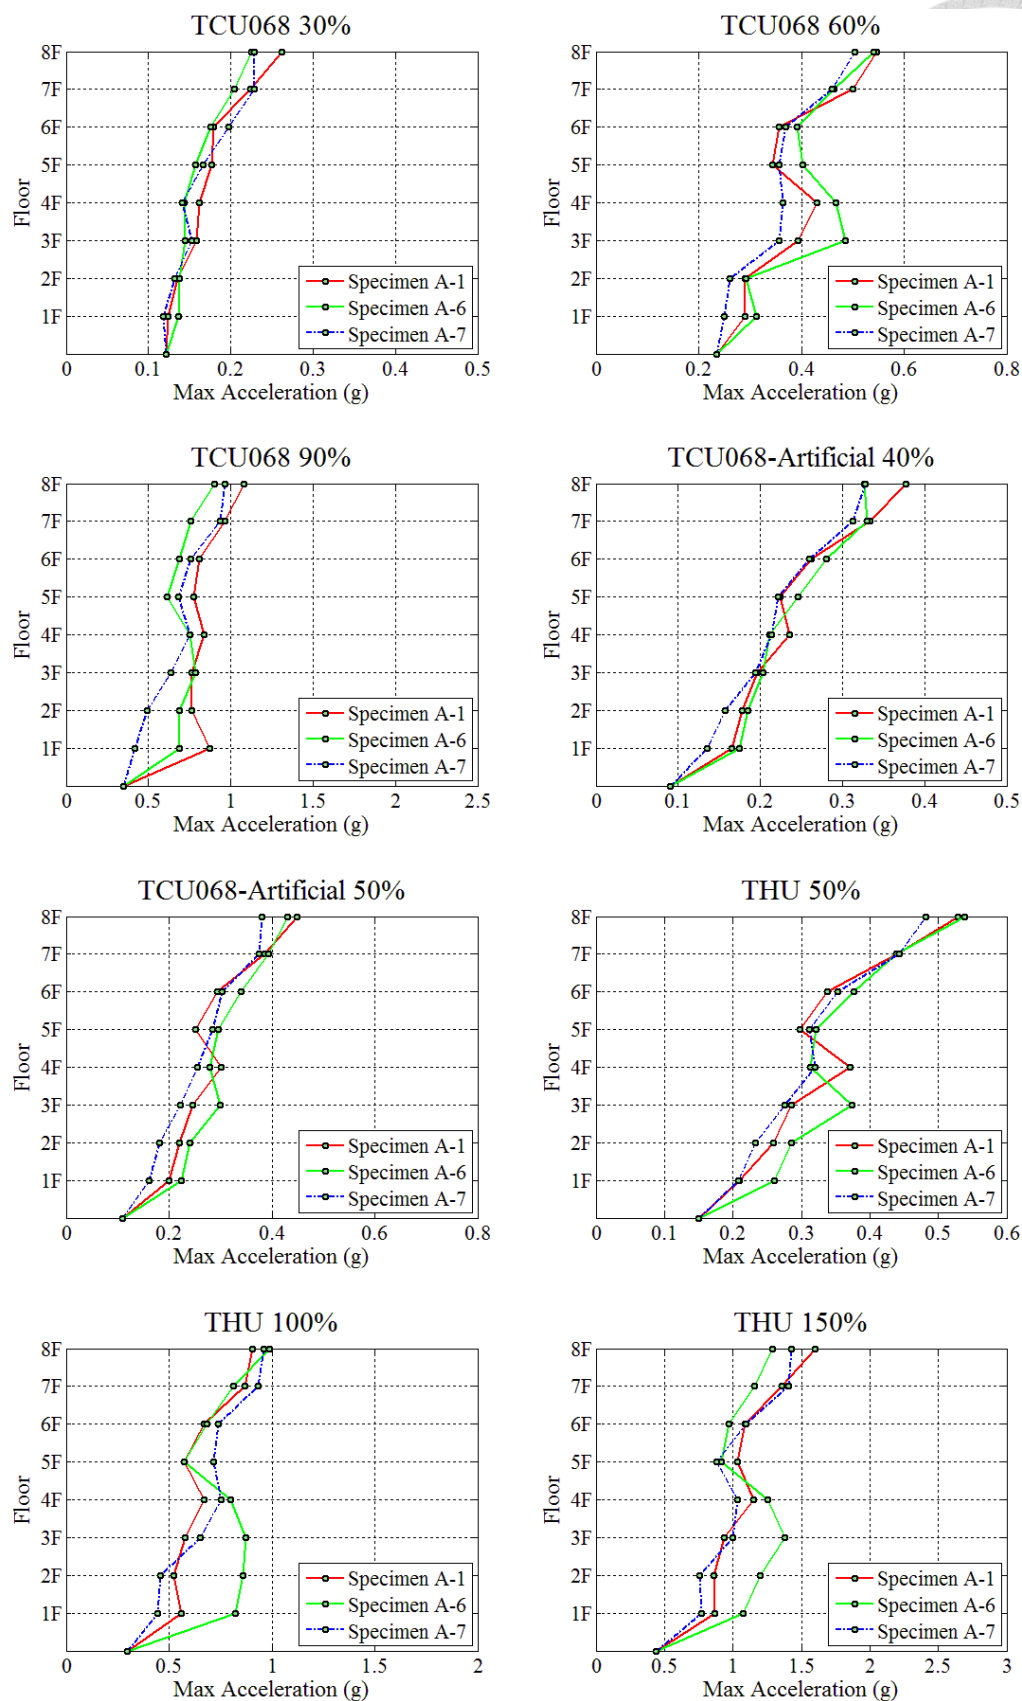 TCU068 30%
8F
7F
6F
5F
4F
3F
2F
1F
Floor
Specimen A-1
Specimen A-6
Specimen A-7
0 0.1 0.2 0.3 0.4 0.5
Max Acceleration (g)
TCU068 60%
8F
7F
6F
5F
4F
3F
2F
1F
Floor
Specimen A-1
Specimen A-6
Specimen A-7
0 0.2 0.4 0.6 0.8
Max Acceleration (g)
TCU068 90%
8F
7F
6F
5F
4F
3F
2F
1F
Floor
Specimen A-1
Specimen A-6
Specimen A-7
0 0.5 1 1.5 2 2.5
Max Acceleration (g)
TCU068-Artificial 40%
8F
7F
6F
5F
4F
3F
2F
1F
Floor
Specimen A-1
Specimen A-6
Specimen A-7
0 0.1 0.2 0.3 0.4 0.5
Max Acceleration (g)
TCU068-Artificial 50%
8F
7F
6F
5F
4F
3F
2F
1F
Floor
Specimen A-1
Specimen A-6
Specimen A-7
0 0.2 0.4 0.6 0.8
Max Acceleration (g)
THU 50%
8F
7F
6F
5F
4F
3F
2F
1F
Floor
Specimen A-1
Specimen A-6
Specimen A-7
0 0.1 0.2 0.3 0.4 0.5 0.6
Max Acceleration (g)
THU 100%
8F
7F
6F
5F
4F
3F
2F
1F
Floor
Specimen A-1
Specimen A-6
Specimen A-7
0 0.5 1 1.5 2
Max Acceleration (g)
THU 150%
8F
7F
6F
5F
4F
3F
2F
1F
Floor
Specimen A-1
Specimen A-6
Specimen A-7
0 0.5 1 1.5 2 2.5 3
Max Acceleration (g)